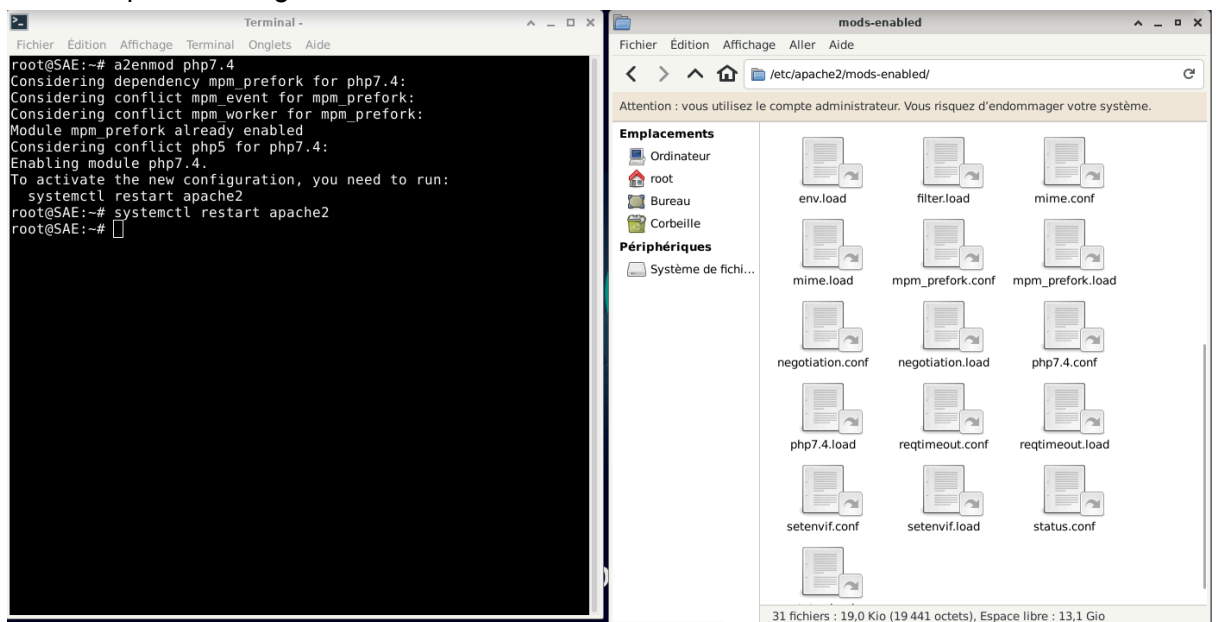 Terminal -
Fichier Édition Affichage Terminal Onglets Aide
root@SAE:~# a2enmod php7.4
Considering dependency mpm_prefork for php7.4:
Considering conflict mpm_event for mpm_prefork:
Considering conflict mpm_worker for mpm_prefork:
Module mpm_prefork already enabled
Considering conflict php5 for php7.4:
Enabling module php7.4.
To activate the new configuration, you need to run:
  systemctl restart apache2
root@SAE:~# systemctl restart apache2
root@SAE:~#
mods-enabled
Fichier Édition Affichage Aller Aide
/etc/apache2/mods-enabled/
Attention : vous utilisez le compte administrateur. Vous risquez d'endommager votre système.
Emplacements
Ordinateur
root
Bureau
Corbeille
Périphériques
Système de fichi...
env.load filter.load mime.conf
mime.load mpm_prefork.conf mpm_prefork.load
negotiation.conf negotiation.load php7.4.conf
php7.4.load reqtimeout.conf reqtimeout.load
setenvif.conf setenvif.load status.conf
31 fichiers : 19,0 Kio (19 441 octets), Espace libre : 13,1 Gio